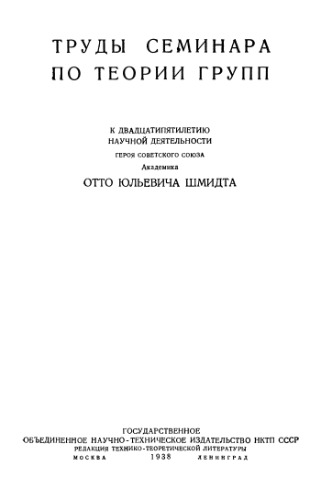 ТРУДЫ СЕМИНАРА
ПО ТЕОРИИ ГРУПП
К ДВАДЦАТИПЯТИЛЕТИЮ
НАУЧНОЙ ДЕЯТЕЛЬНОСТИ
ГЕРОЯ СОВЕТСКОГО СОЮЗА
Академика
ОТТО ЮЛЬЕВИЧА ШМИДТА
ГОСУДАРСТВЕННОЕ
ОБЪЕДИНЕННОЕ НАУЧНО-ТЕХНИЧЕСКОЕ ИЗДАТЕЛЬСТВО НКТП СССР
РЕДАКЦИЯ ТЕХНИКО-ТЕОРЕТИЧЕСКОЙ ЛИТЕРАТУРЫ
МОСКВА 1938 ЛЕНИНГРАД